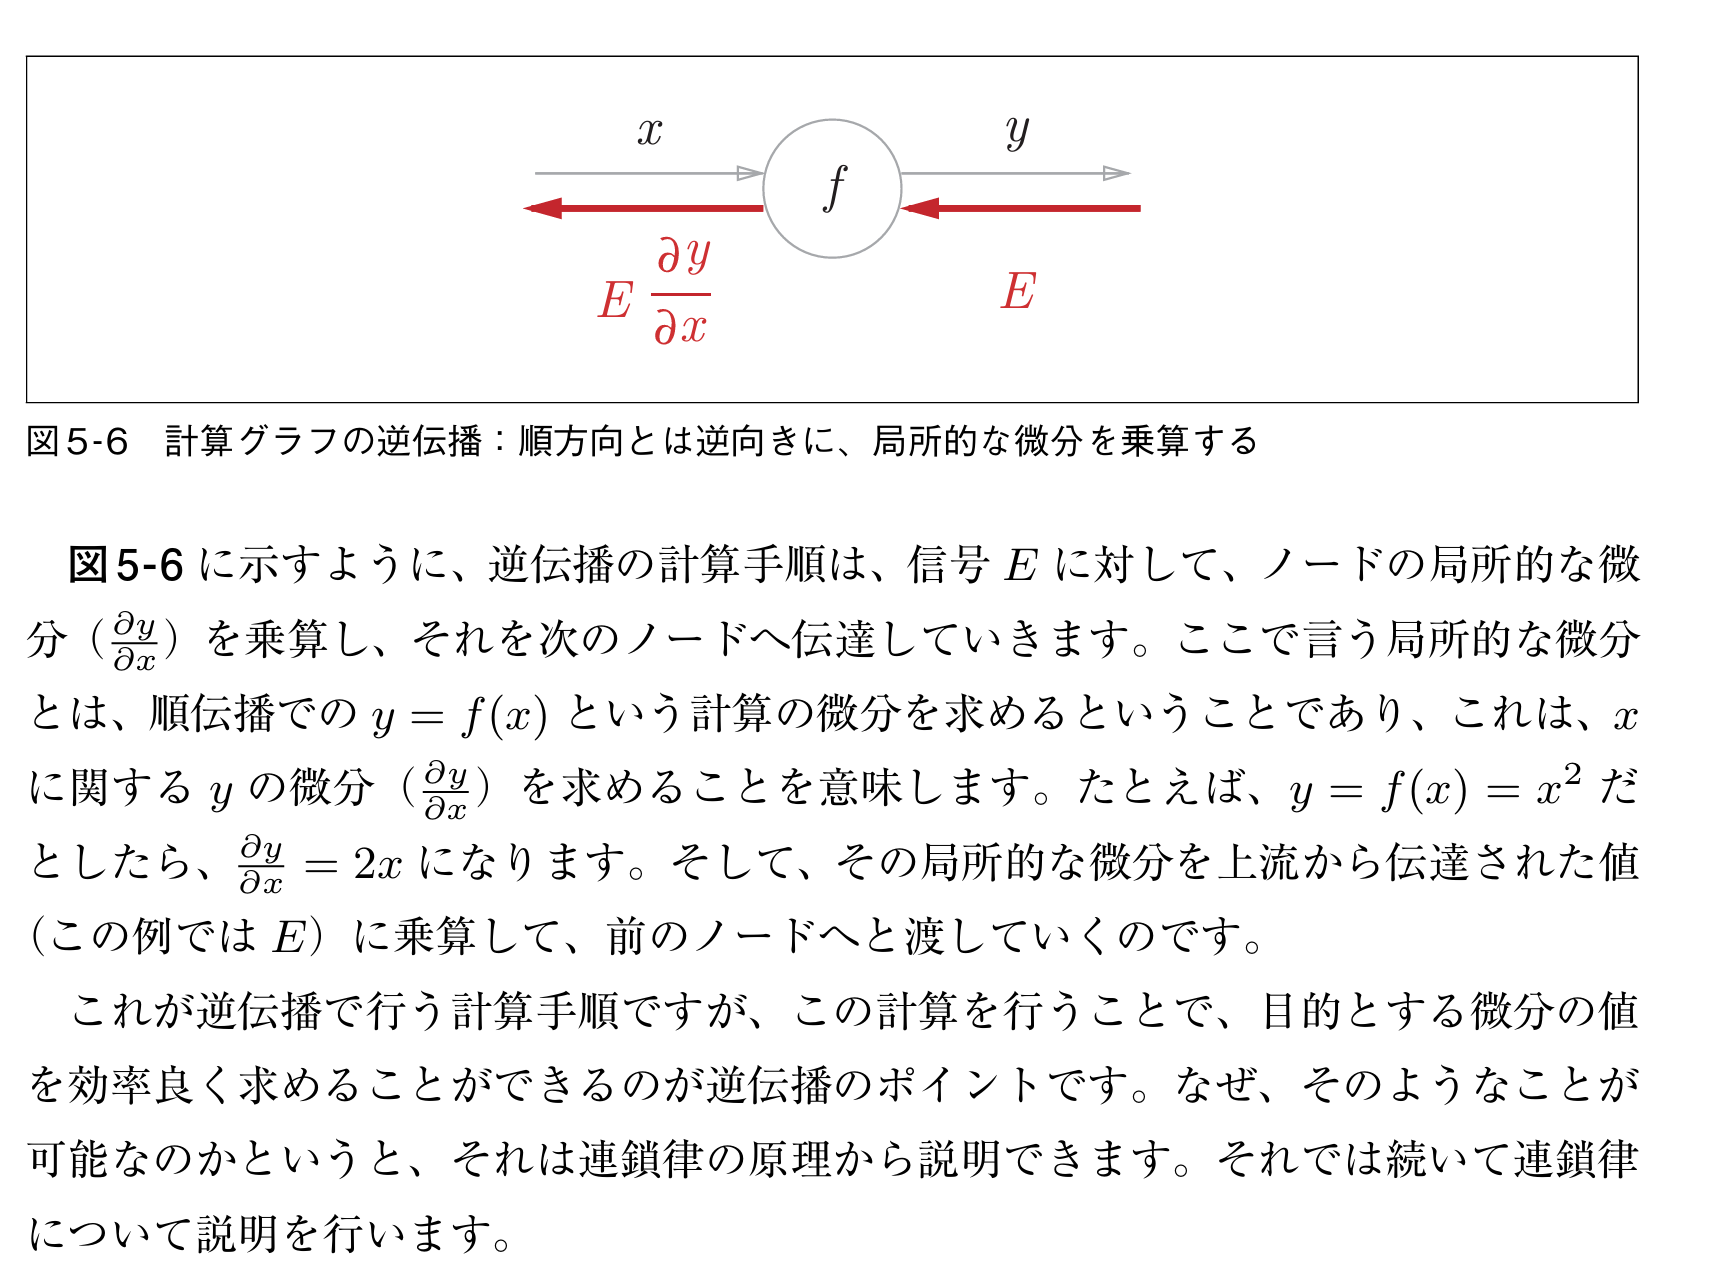 x
y
f
E ∂y/∂x
E
図5-6　計算グラフの逆伝播：順方向とは逆向きに、局所的な微分を乗算する
図5-6 に示すように、逆伝播の計算手順は、信号 E に対して、ノードの局所的な微
分（∂y/∂x）を乗算し、それを次のノードへ伝達していきます。ここで言う局所的な微分
とは、順伝播での y = f(x) という計算の微分を求めるということであり、これは、x
に関する y の微分（∂y/∂x）を求めることを意味します。たとえば、y = f(x) = x² だ
としたら、∂y/∂x = 2x になります。そして、その局所的な微分を上流から伝達された値
（この例では E）に乗算して、前のノードへと渡していくのです。
これが逆伝播で行う計算手順ですが、この計算を行うことで、目的とする微分の値
を効率良く求めることができるのが逆伝播のポイントです。なぜ、そのようなことが
可能なのかというと、それは連鎖律の原理から説明できます。それでは続いて連鎖律
について説明を行います。